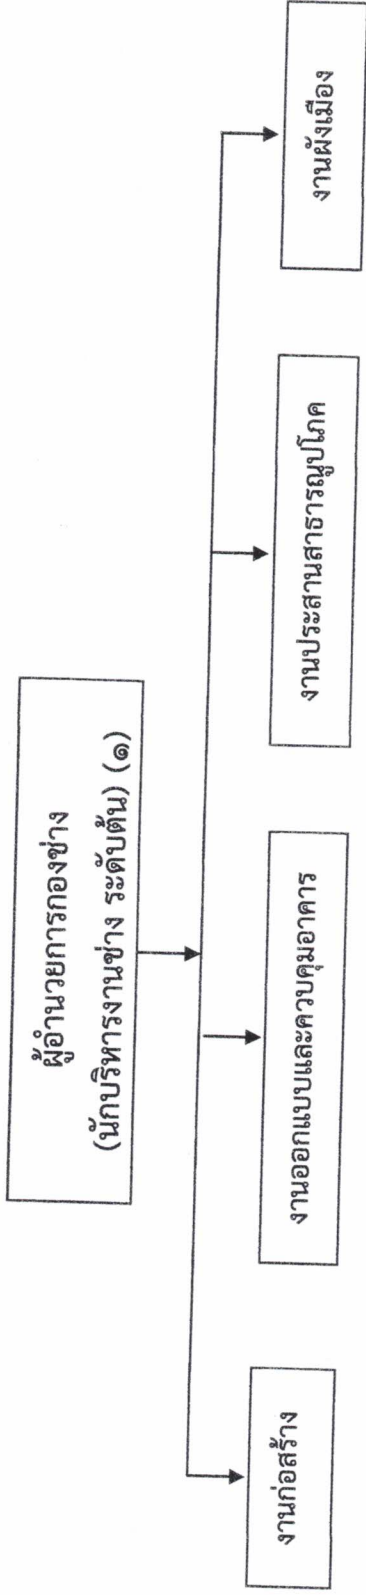 ผู้อำนวยการกองช่าง
(นักบริหารงานช่าง ระดับต้น) (๑)
งานก่อสร้าง
งานออกแบบและควบคุมอาคาร
งานประสานสาธารณูปโภค
งานผังเมือง